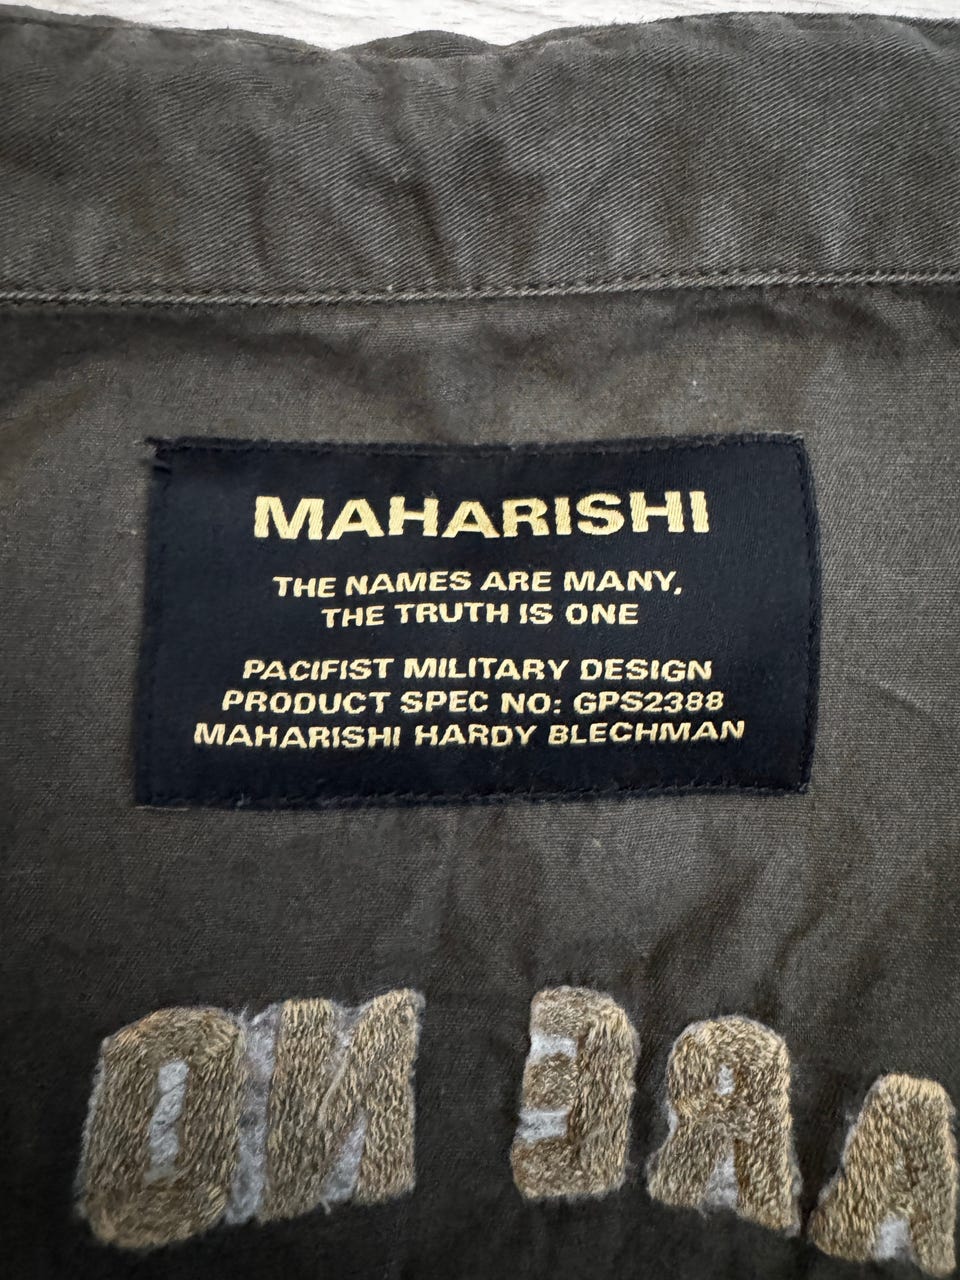 MAHARISHI
THE NAMES ARE MANY,
THE TRUTH IS ONE
PACIFIST MILITARY DESIGN
PRODUCT SPEC NO: GPS2388
MAHARISHI HARDY BLECHMAN